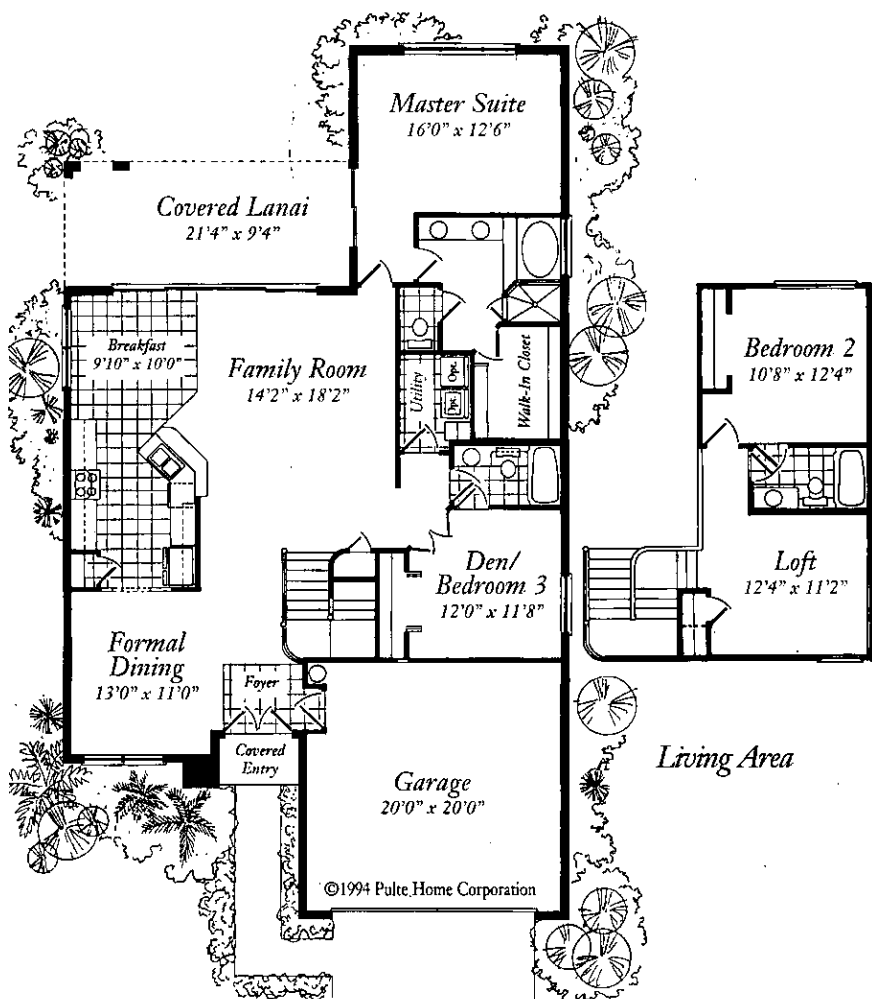 Master Suite
16'0" x 12'6"
Covered Lanai
21'4" x 9'4"
Breakfast
9'10" x 10'0"
Family Room
14'2" x 18'2"
Utility
Opt.
Opt.
Walk-In Closet
Bedroom 2
10'8" x 12'4"
Den/
Bedroom 3
12'0" x 11'8"
Loft
12'4" x 11'2"
Formal
Dining
13'0" x 11'0"
Foyer
Covered
Entry
Garage
20'0" x 20'0"
Living Area
©1994 Pulte Home Corporation